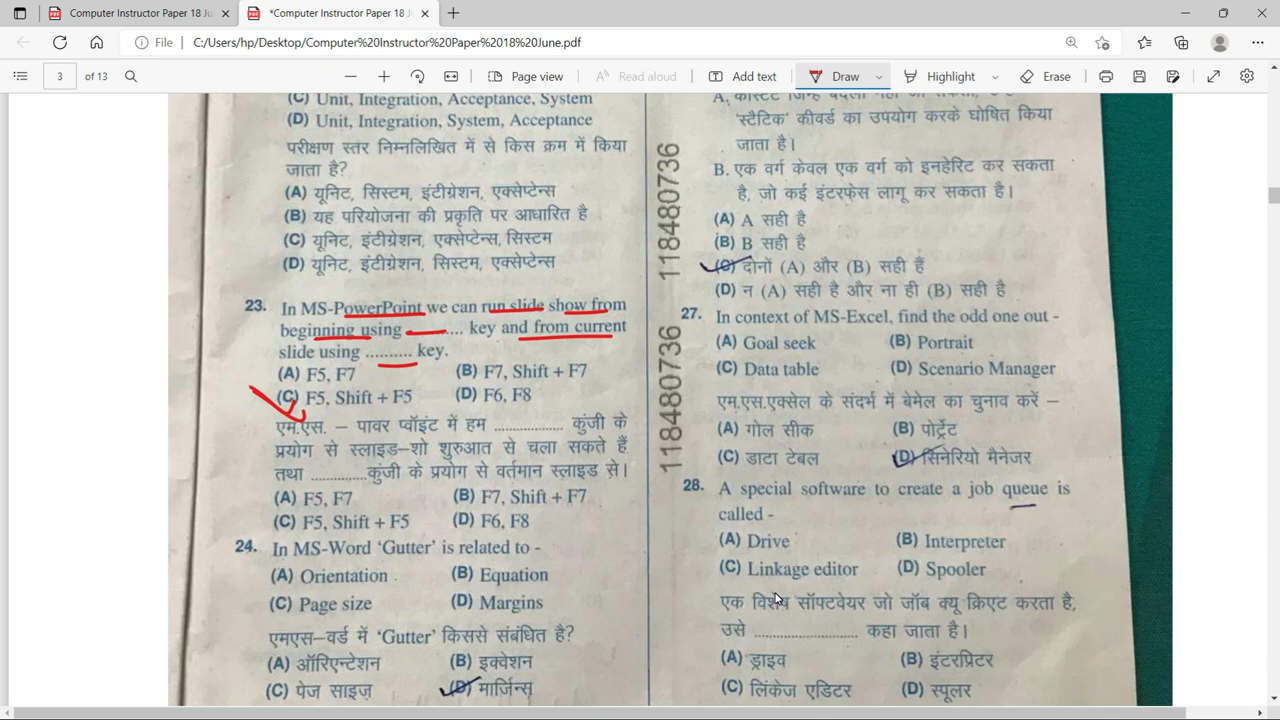 Computer Instructor Paper 18 Ju
*Computer Instructor Paper 18 J
File
C:/Users/hp/Desktop/Computer%20Instructor%20Paper%2018%20June.pdf
3
of 13
Page view
Read aloud
Add text
Draw
Highlight
Erase
(C) Unit, Integration, Acceptance, System
(D) Unit, Integration, System, Acceptance
परीक्षण स्तर निम्नलिखित में से किस क्रम में किया
जाता है?
(A) यूनिट, सिस्टम, इंटीग्रेशन, एक्सेप्टेन्स
(B) यह परियोजना की प्रकृति पर आधारित है
(C) यूनिट, इंटीग्रेशन, एक्सेप्टेन्स, सिस्टम
(D) यूनिट, इंटीग्रेशन, सिस्टम, एक्सेप्टेन्स
23. In MS-PowerPoint we can run slide show from
beginning using ........... key and from current
slide using .......... key.
(A) F5, F7 (B) F7, Shift + F7
(C) F5, Shift + F5 (D) F6, F8
एम.एस. – पावर प्वॉइंट में हम ................ कुंजी के
प्रयोग से स्लाइड–शो शुरुआत से चला सकते हैं
तथा .............कुंजी के प्रयोग से वर्तमान स्लाइड से।
(A) F5, F7 (B) F7, Shift + F7
(C) F5, Shift + F5 (D) F6, F8
24. In MS-Word ‘Gutter’ is related to -
(A) Orientation (B) Equation
(C) Page size (D) Margins
एमएस–वर्ड में ‘Gutter’ किससे संबंधित है?
(A) ऑरिएन्टेशन (B) इक्वेशन
(C) पेज साइज़ (D) मार्जिन्स
118480736
118480736
‘स्टैटिक’ कीवर्ड का उपयोग करके घोषित किया
जाता है।
B. एक वर्ग केवल एक वर्ग को इनहेरिट कर सकता
है, जो कई इंटरफ़ेस लागू कर सकता है।
(A) A सही है
(B) B सही है
(C) दोनों (A) और (B) सही हैं
(D) न (A) सही है और ना ही (B) सही है
27. In context of MS-Excel, find the odd one out -
(A) Goal seek (B) Portrait
(C) Data table (D) Scenario Manager
एम.एस.एक्सेल के संदर्भ में बेमेल का चुनाव करें –
(A) गोल सीक (B) पोर्ट्रेट
(C) डाटा टेबल (D) सिनेरियो मैनेजर
28. A special software to create a job queue is
called -
(A) Drive (B) Interpreter
(C) Linkage editor (D) Spooler
एक विशेष सॉफ्टवेयर जो जॉब क्यू क्रिएट करता है,
उसे ..................... कहा जाता है।
(A) ड्राइव (B) इंटरप्रिटर
(C) लिंकेज एडिटर (D) स्पूलर